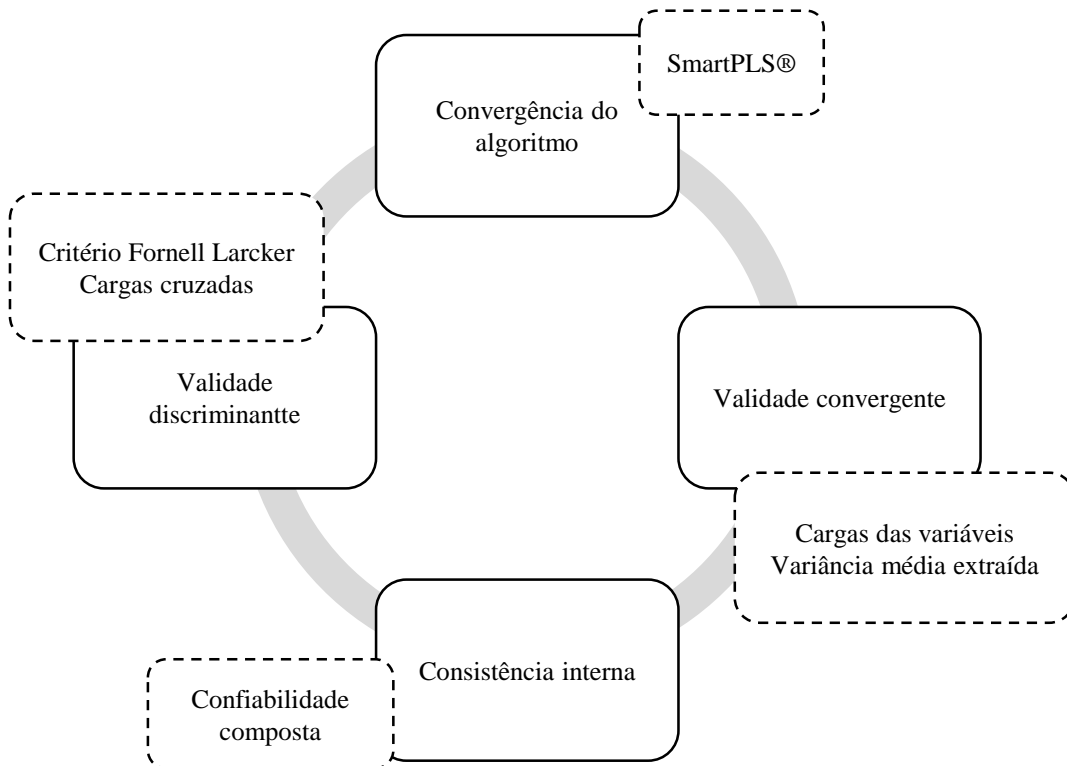 SmartPLS®
Convergência do
algoritmo
Critério Fornell Larcker
Cargas cruzadas
Validade
discriminantte
Validade convergente
Cargas das variáveis
Variância média extraída
Consistência interna
Confiabilidade
composta